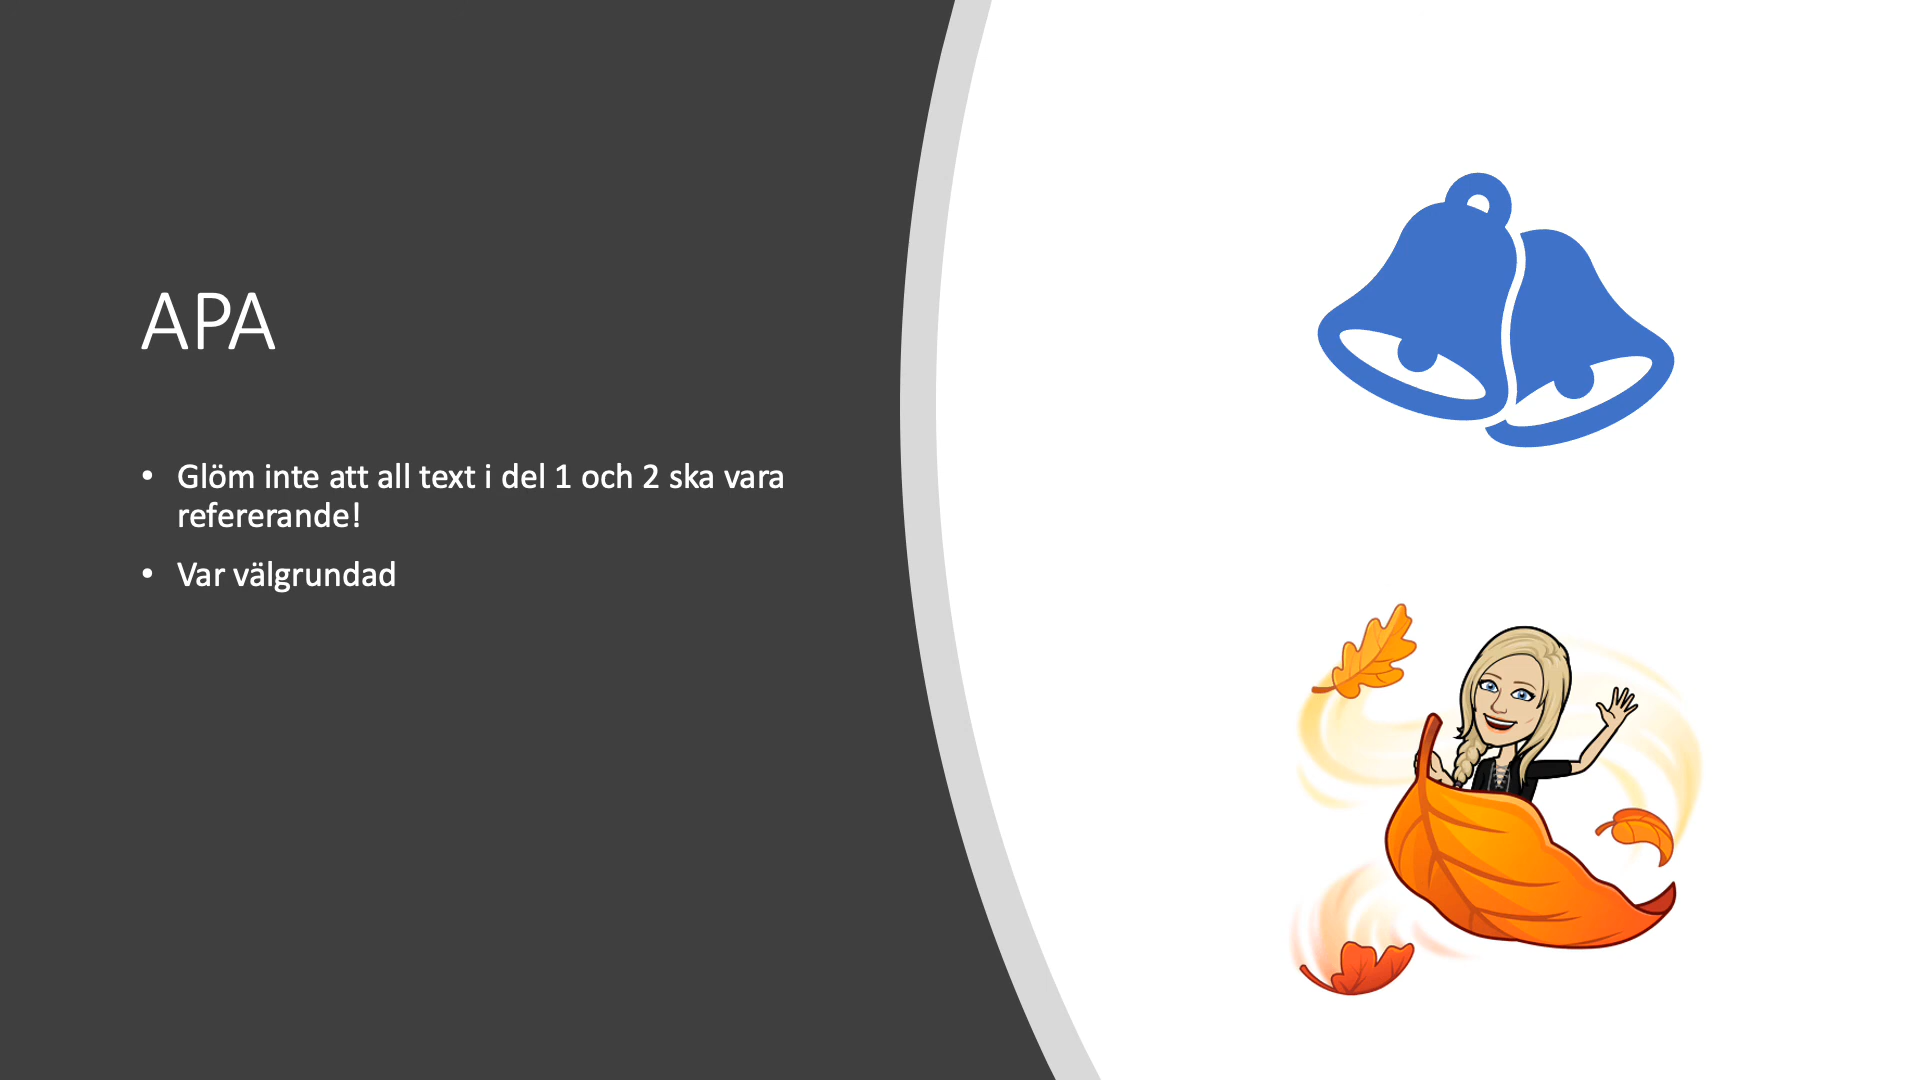 APA
• Glöm inte att all text i del 1 och 2 ska vara
refererande!
• Var välgrundad